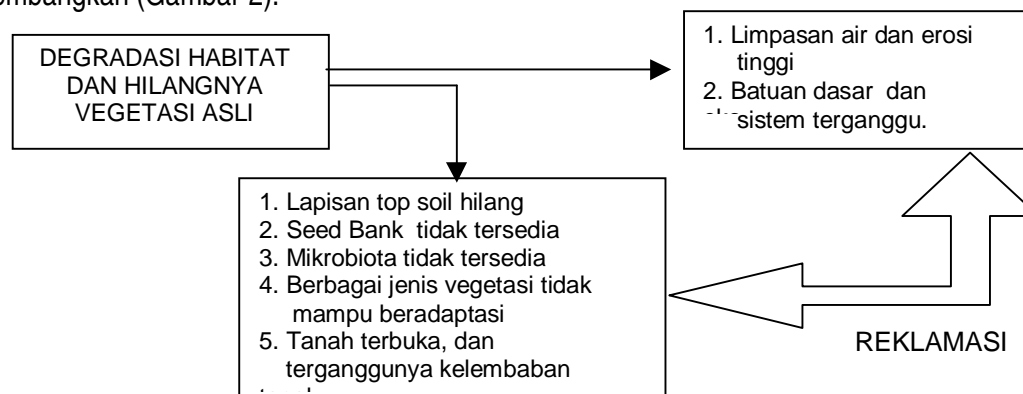 (Gambar 2).
DEGRADASI HABITAT
DAN HILANGNYA
VEGETASI ASLI
1. Limpasan air dan erosi
tinggi
2. Batuan dasar dan
sistem terganggu.
1. Lapisan top soil hilang
2. Seed Bank tidak tersedia
3. Mikrobiota tidak tersedia
4. Berbagai jenis vegetasi tidak
mampu beradaptasi
5. Tanah terbuka, dan
terganggunya kelembaban
REKLAMASI